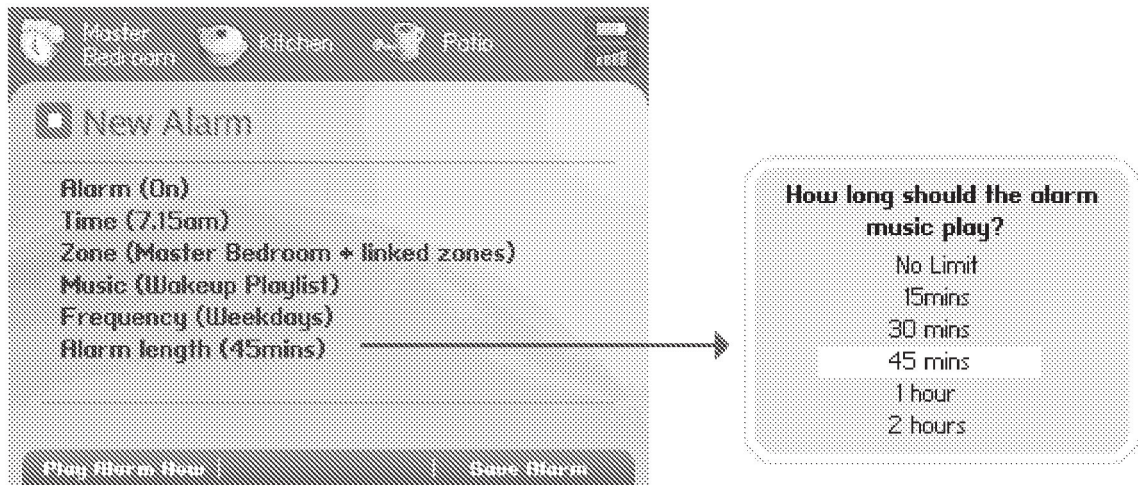 Master
Bedroom
Kitchen
Patio
New Alarm
Alarm (On)
Time (7.15am)
Zone (Master Bedroom + linked zones)
Music (Wakeup Playlist)
Frequency (Weekdays)
Alarm length (45mins)
Play Alarm Now
Save Alarm
How long should the alarm
music play?
No Limit
15mins
30 mins
45 mins
1 hour
2 hours